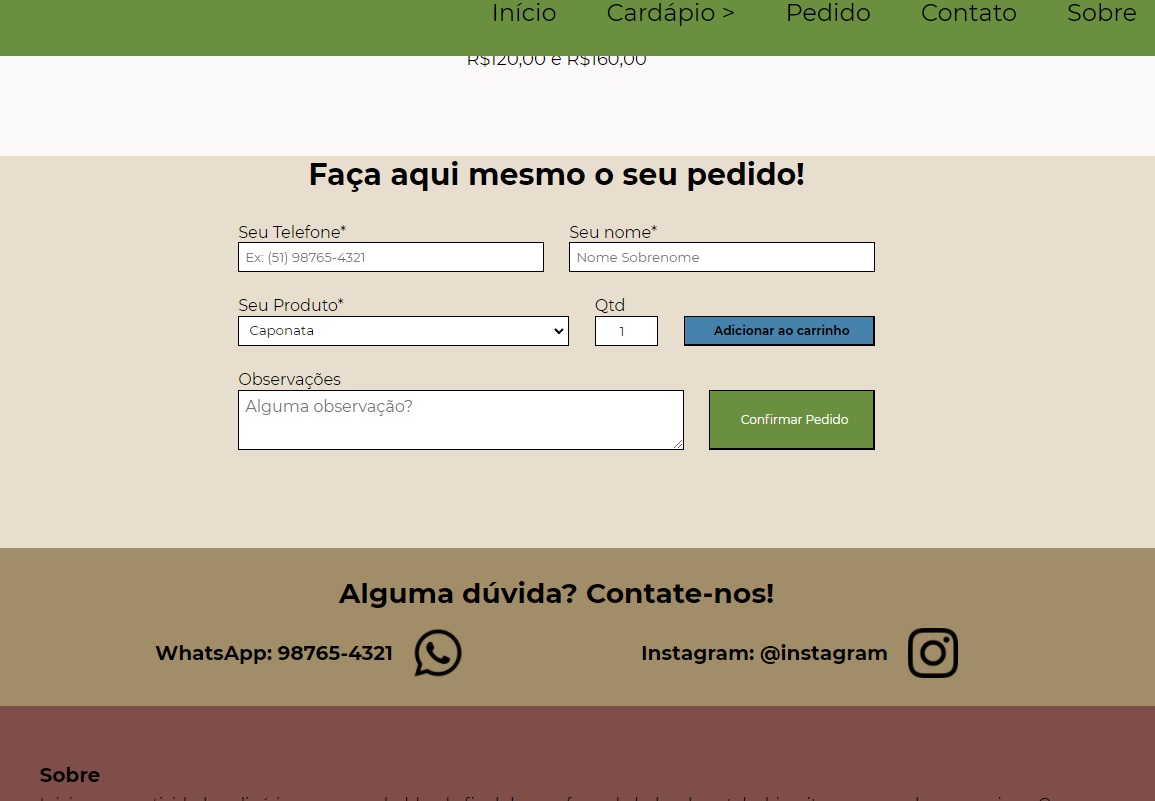 Início Cardápio > Pedido Contato Sobre
R$120,00 e R$160,00
Faça aqui mesmo o seu pedido!
Seu Telefone* Seu nome*
Ex: (51) 98765-4321 Nome Sobrenome
Seu Produto* Qtd
Caponata 1 Adicionar ao carrinho
Observações
Alguma observação? Confirmar Pedido
Alguma dúvida? Contate-nos!
WhatsApp: 98765-4321 Instagram: @instagram
Sobre